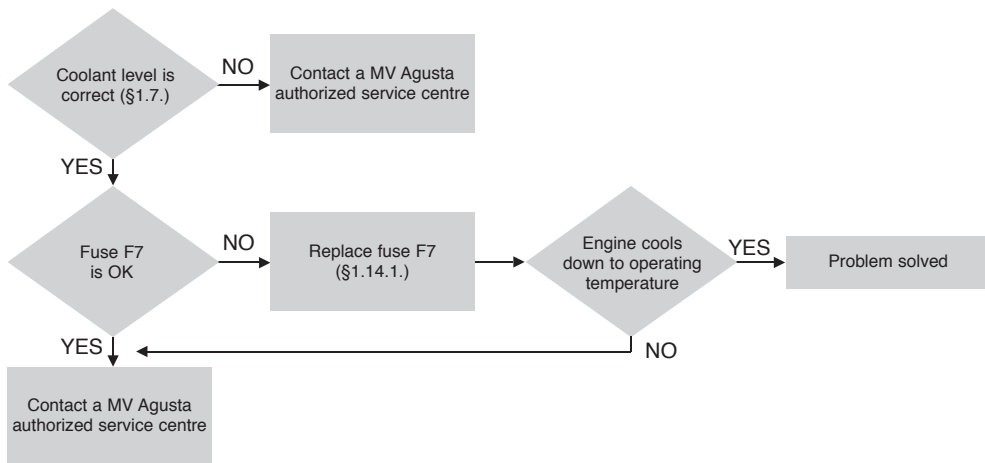 Coolant level is
correct (§1.7.)
NO
Contact a MV Agusta
authorized service centre
YES
Fuse F7
is OK
NO
Replace fuse F7
(§1.14.1.)
Engine cools
down to operating
temperature
YES
Problem solved
YES
NO
Contact a MV Agusta
authorized service centre